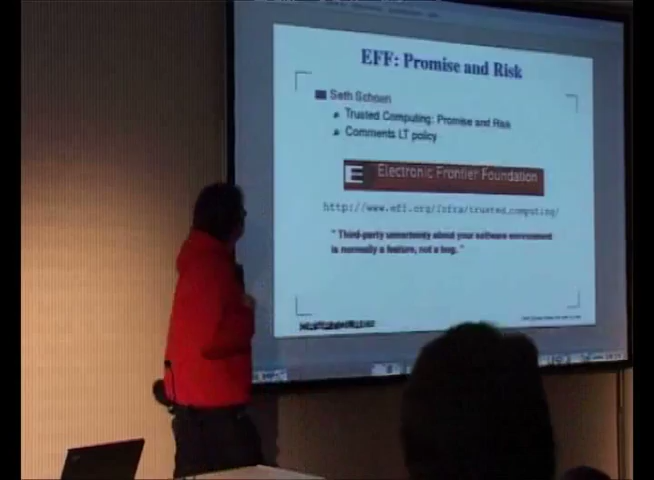 EFF: Promise and Risk
Seth Schoen
Trusted Computing: Promise and Risk
Comments LT policy
E Electronic Frontier Foundation
http://www.eff.org/Infra/trusted_computing/
" Third-party uncertainty about your software environment
is normally a feature, not a bug. "